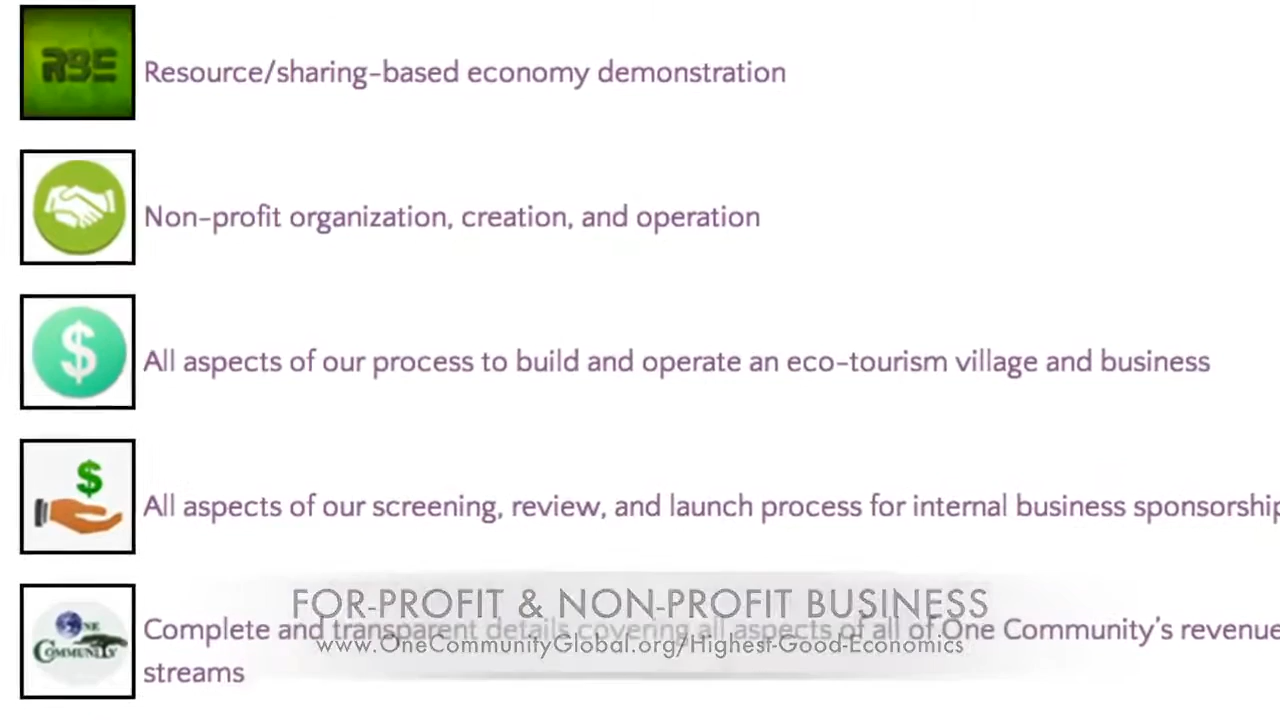 RBE
Resource/sharing-based economy demonstration
Non-profit organization, creation, and operation
$
All aspects of our process to build and operate an eco-tourism village and business
$
All aspects of our screening, review, and launch process for internal business sponsorship
FOR-PROFIT & NON-PROFIT BUSINESS
ONE COMMUNITY
Complete and transparent details covering all aspects of all of One Community's revenue
www.OneCommunityGlobal.org/Highest-Good-Economics
streams